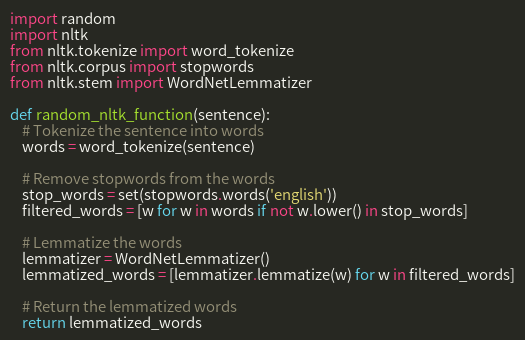 import random
import nltk
from nltk.tokenize import word_tokenize
from nltk.corpus import stopwords
from nltk.stem import WordNetLemmatizer

def random_nltk_function(sentence):
    # Tokenize the sentence into words
    words = word_tokenize(sentence)

    # Remove stopwords from the words
    stop_words = set(stopwords.words('english'))
    filtered_words = [w for w in words if not w.lower() in stop_words]

    # Lemmatize the words
    lemmatizer = WordNetLemmatizer()
    lemmatized_words = [lemmatizer.lemmatize(w) for w in filtered_words]

    # Return the lemmatized words
    return lemmatized_words